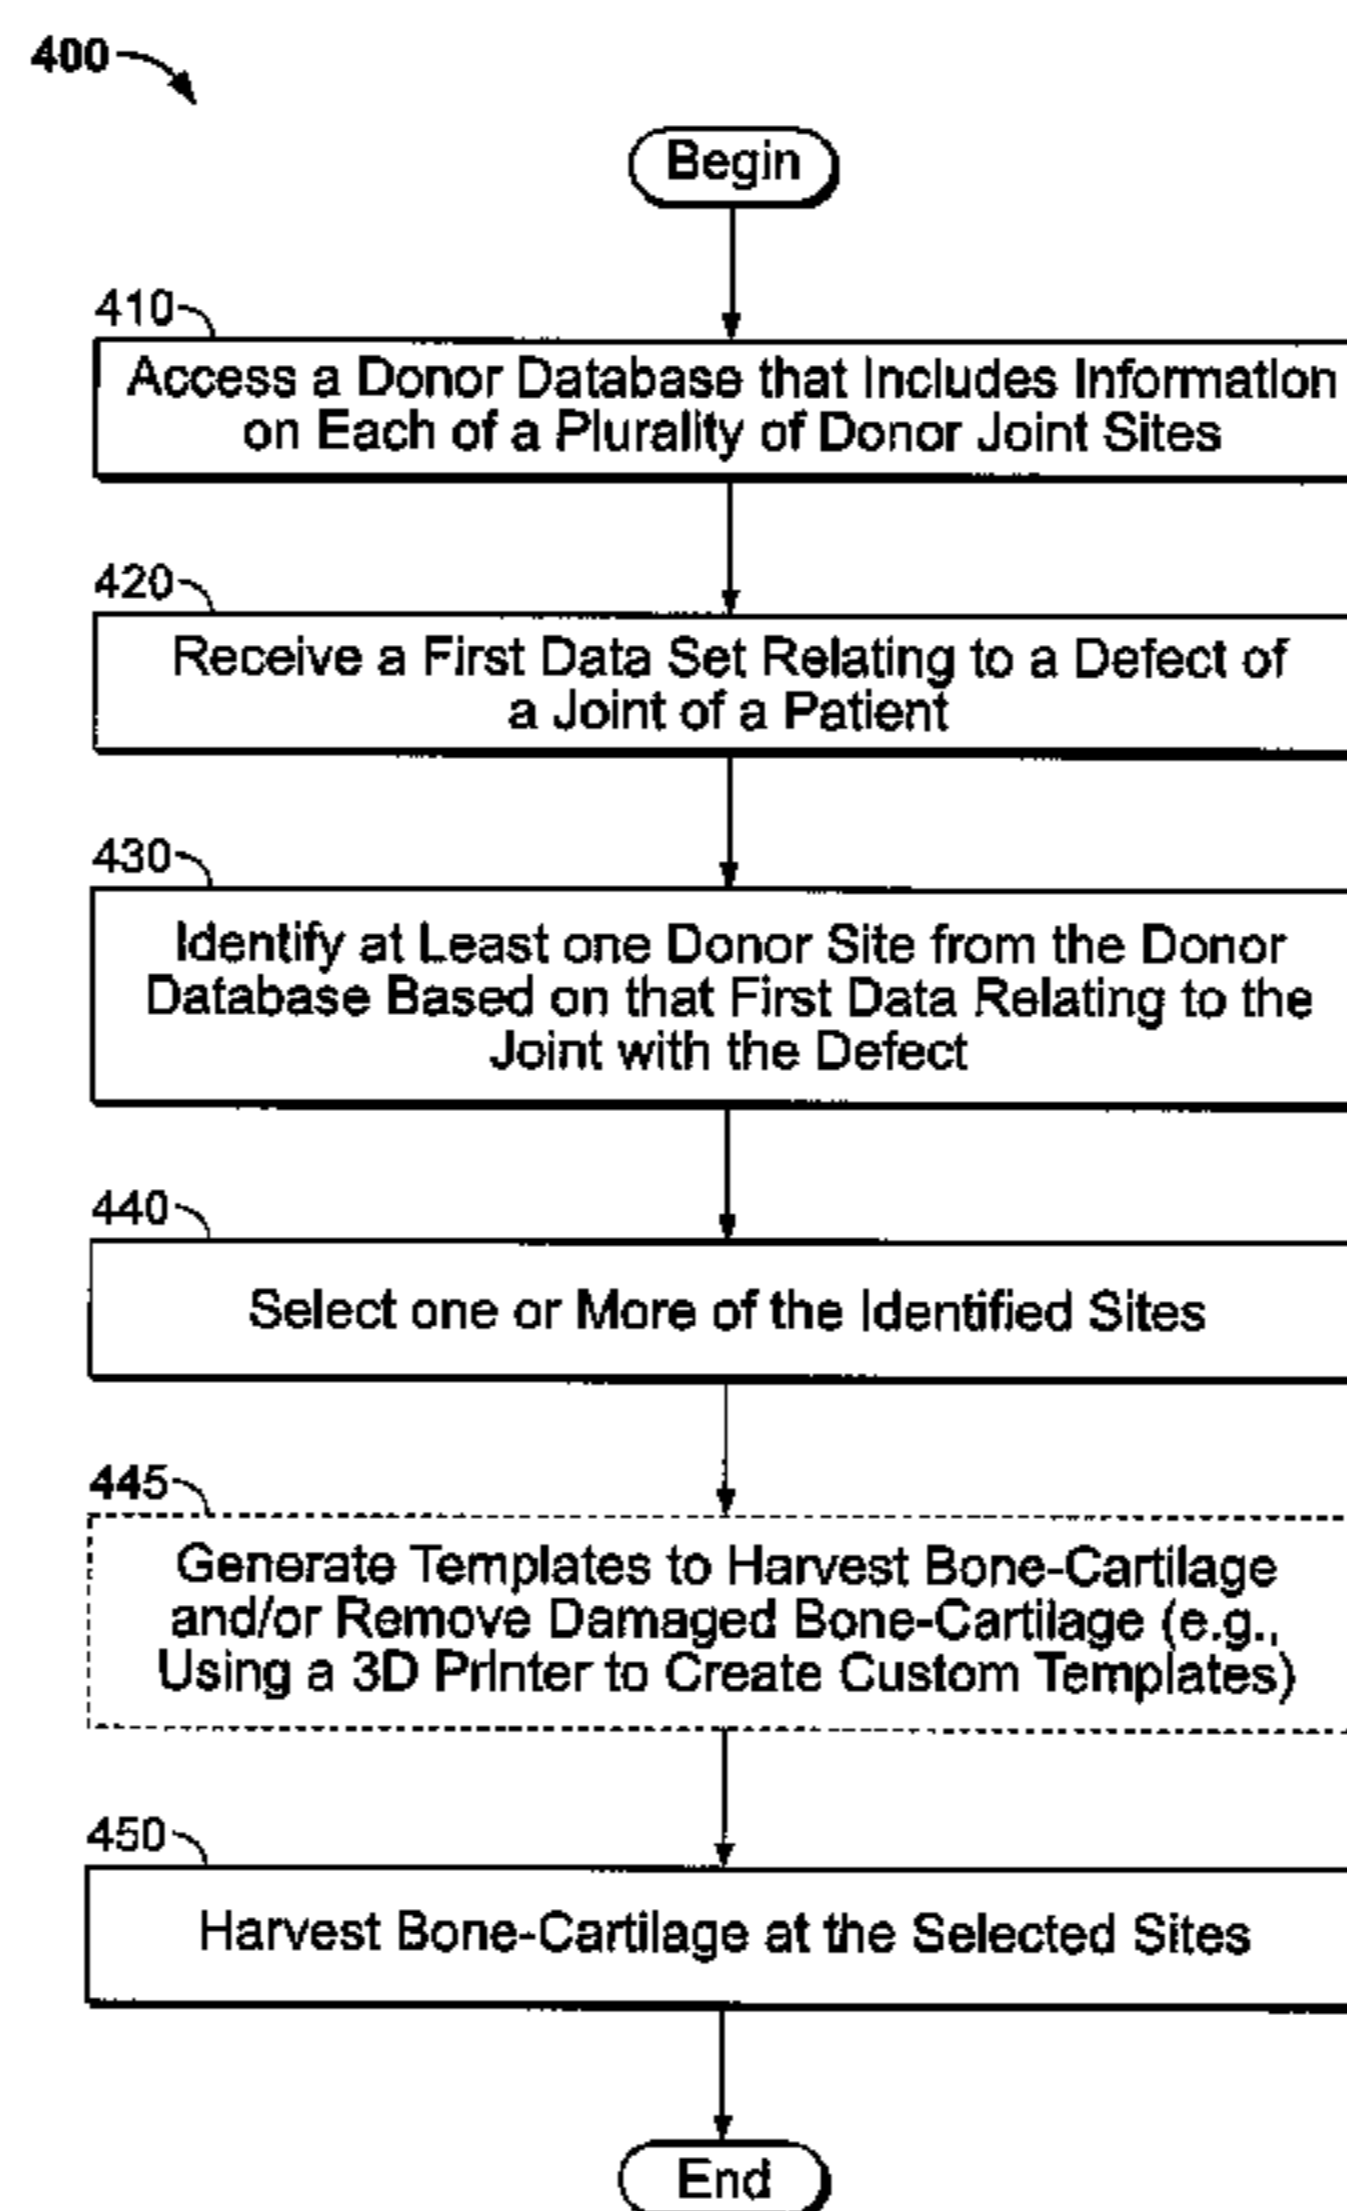 400
Begin
410
Access a Donor Database that Includes Information
on Each of a Plurality of Donor Joint Sites
420
Receive a First Data Set Relating to a Defect of
a Joint of a Patient
430
Identify at Least one Donor Site from the Donor
Database Based on that First Data Relating to the
Joint with the Defect
440
Select one or More of the Identified Sites
445
Generate Templates to Harvest Bone-Cartilage
and/or Remove Damaged Bone-Cartilage (e.g.,
Using a 3D Printer to Create Custom Templates)
450
Harvest Bone-Cartilage at the Selected Sites
End